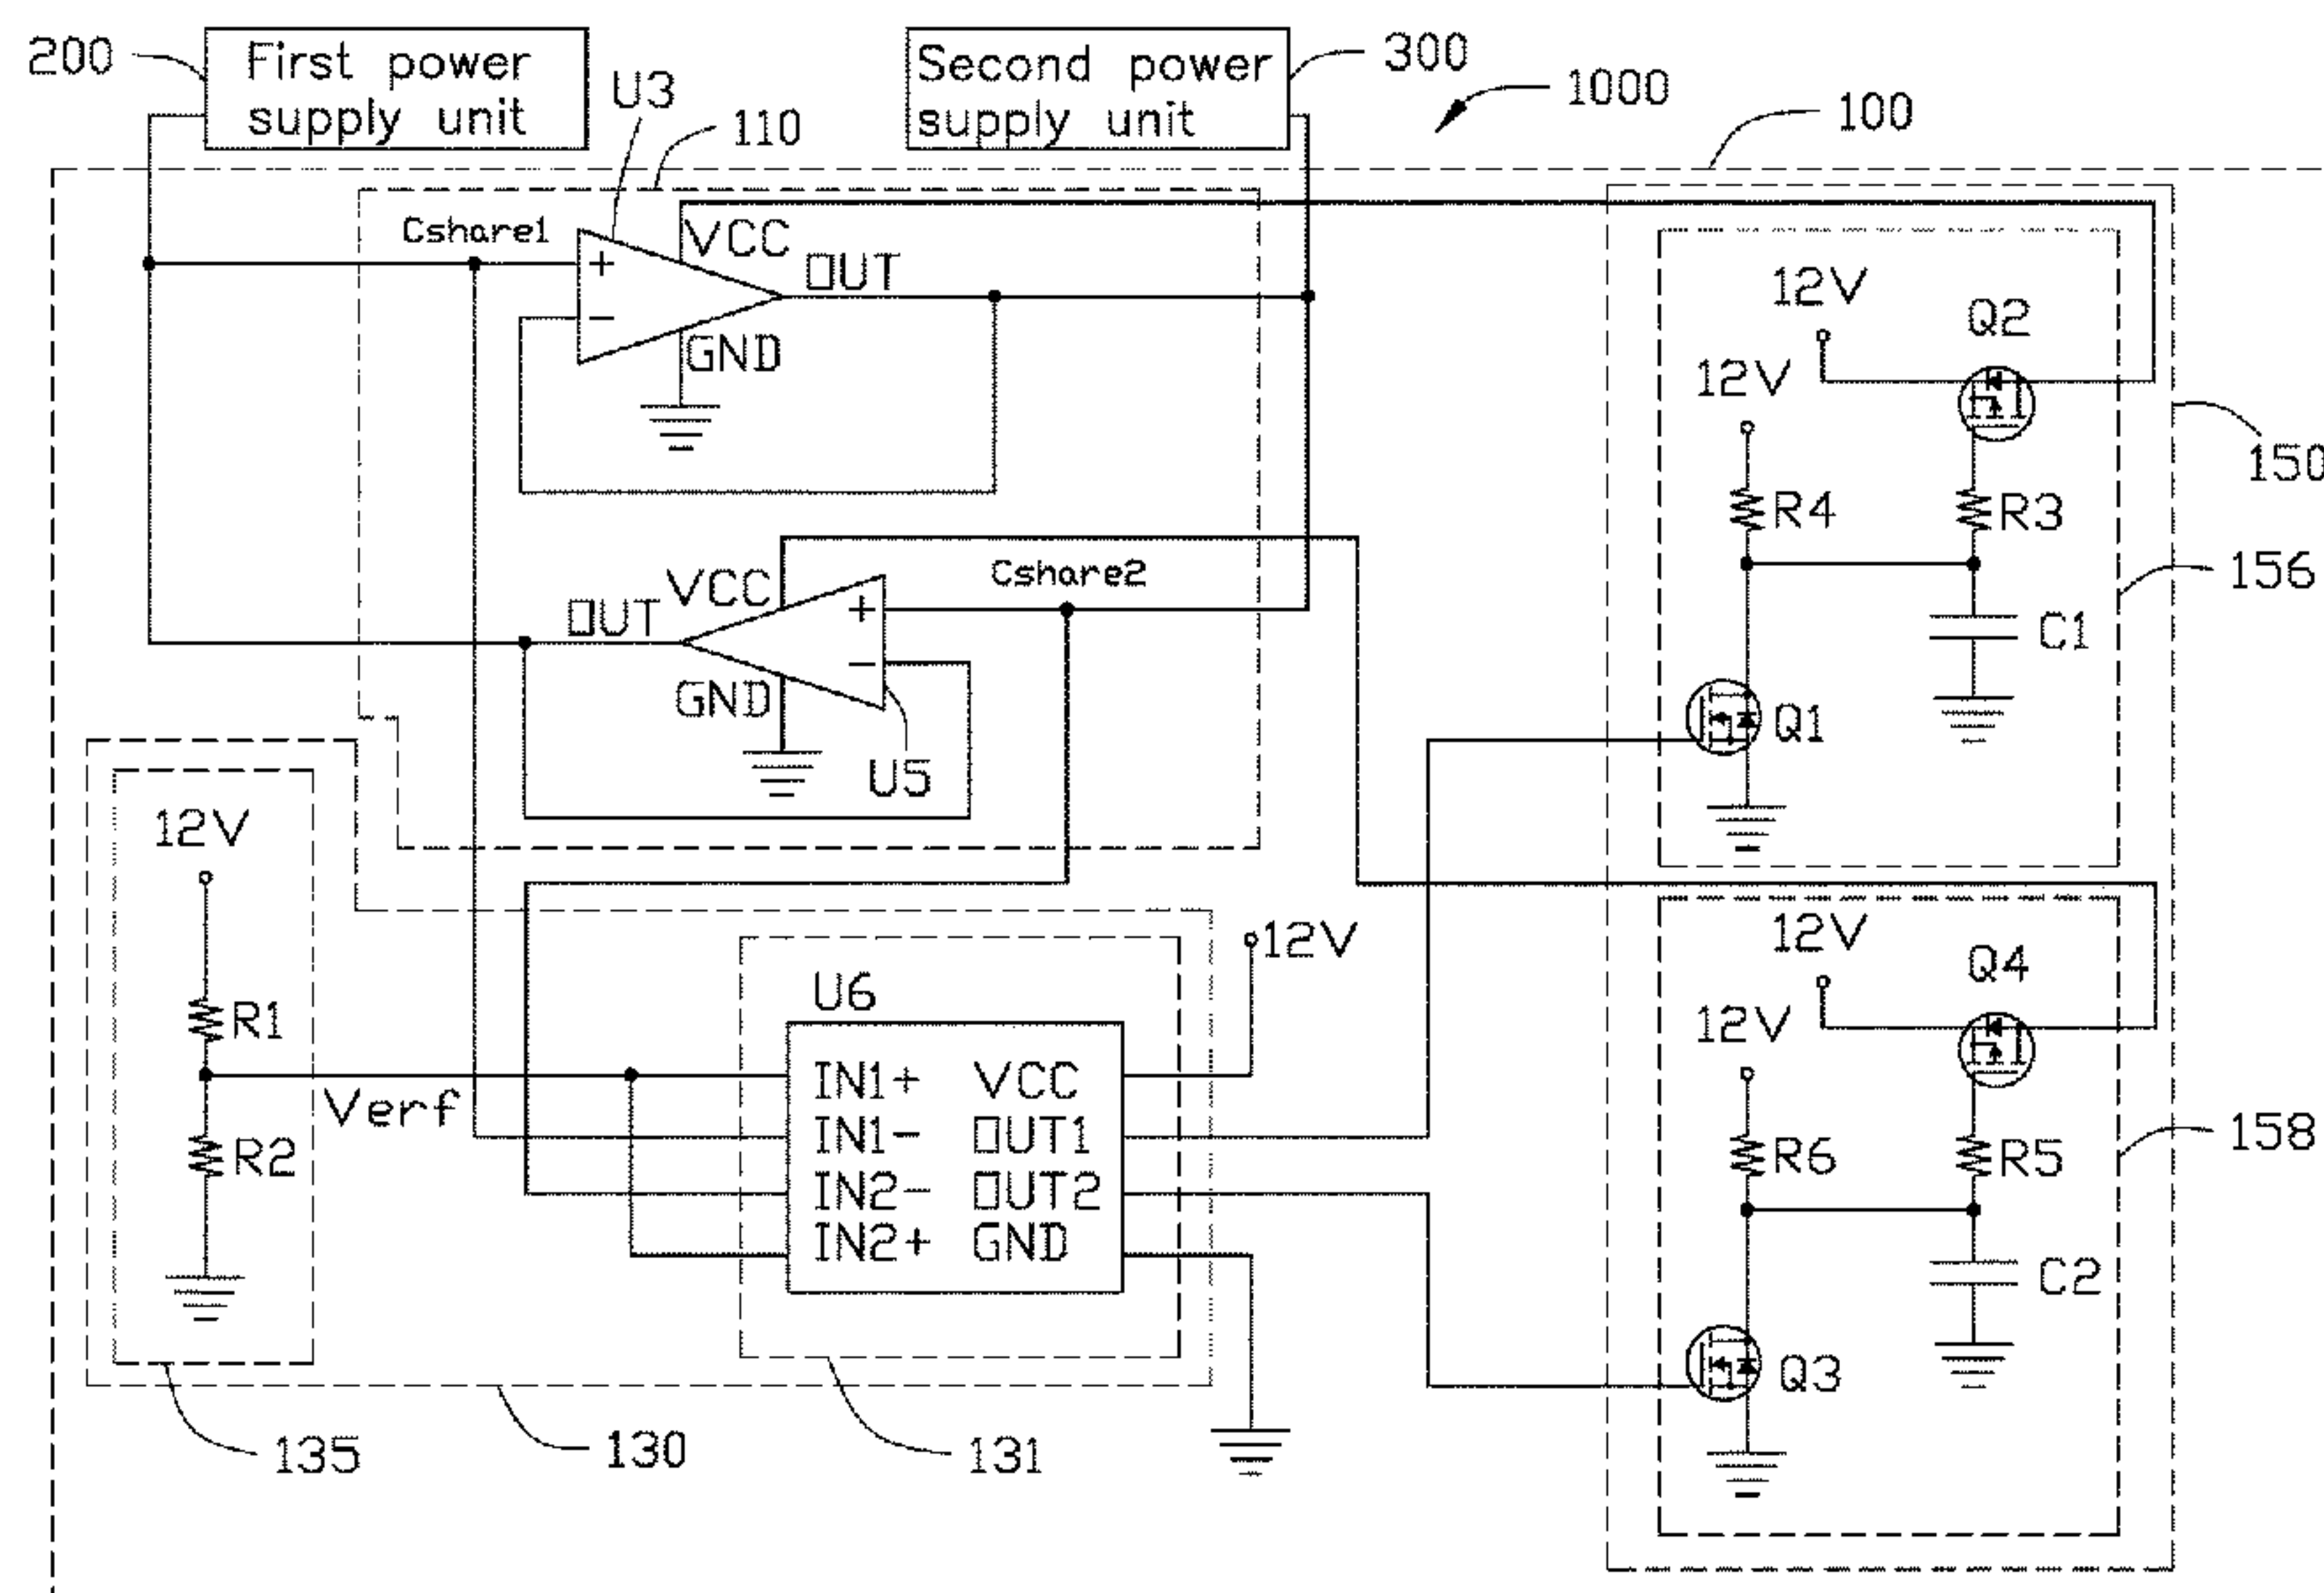 200
First power
supply unit
U3
110
Second power
supply unit
300
1000
100
Cshare1
+
VCC
OUT
−
GND
12V
Q2
12V
150
R4
R3
Cshare2
VCC
OUT
+
−
GND
U5
156
C1
Q1
12V
R1
Verf
R2
12V
U6
IN1+ VCC
IN1− OUT1
IN2− OUT2
IN2+ GND
12V
Q4
12V
R6
R5
158
C2
Q3
135
130
131